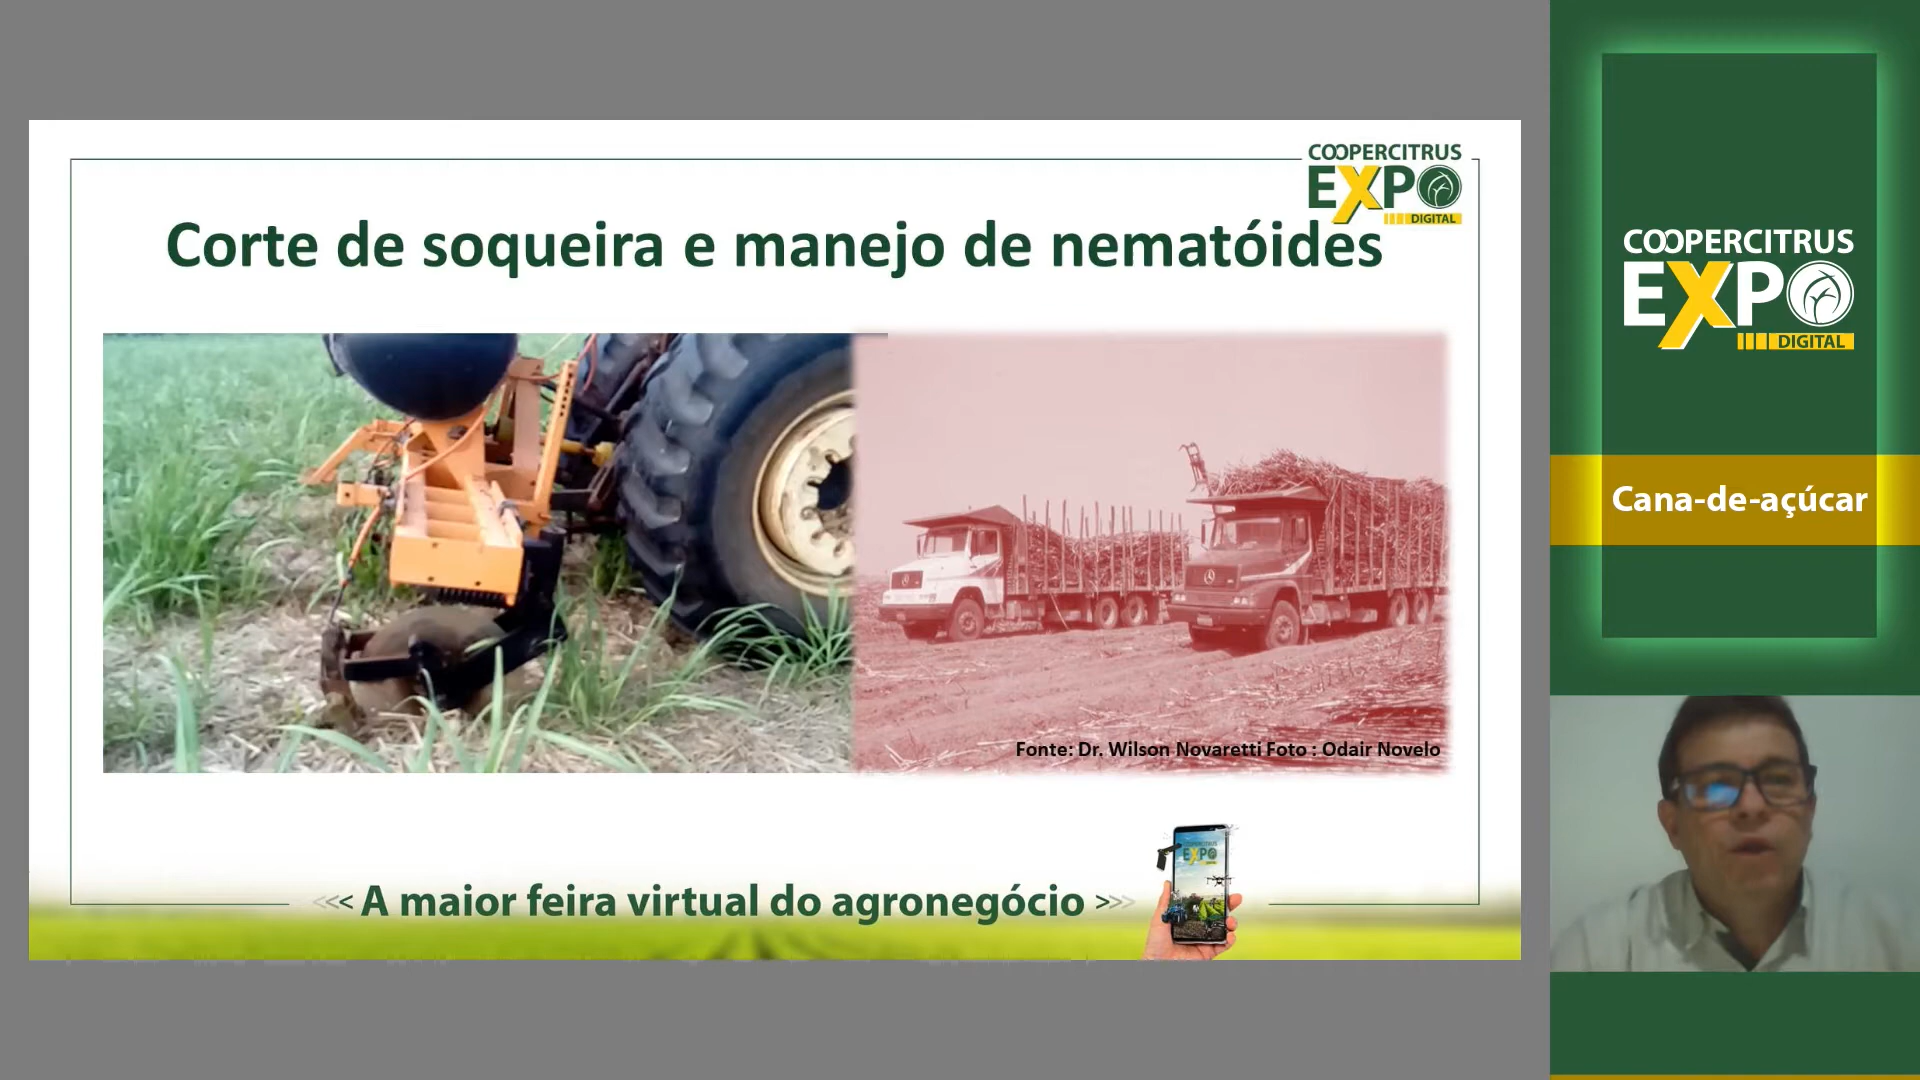 COOPERCITRUS
EXPO
DIGITAL
Corte de soqueira e manejo de nematóides
Fonte: Dr. Wilson Novaretti Foto : Odair Novelo
<<< A maior feira virtual do agronegócio >>>
EXPO
COOPERCITRUS
EXPO
DIGITAL
Cana-de-açúcar